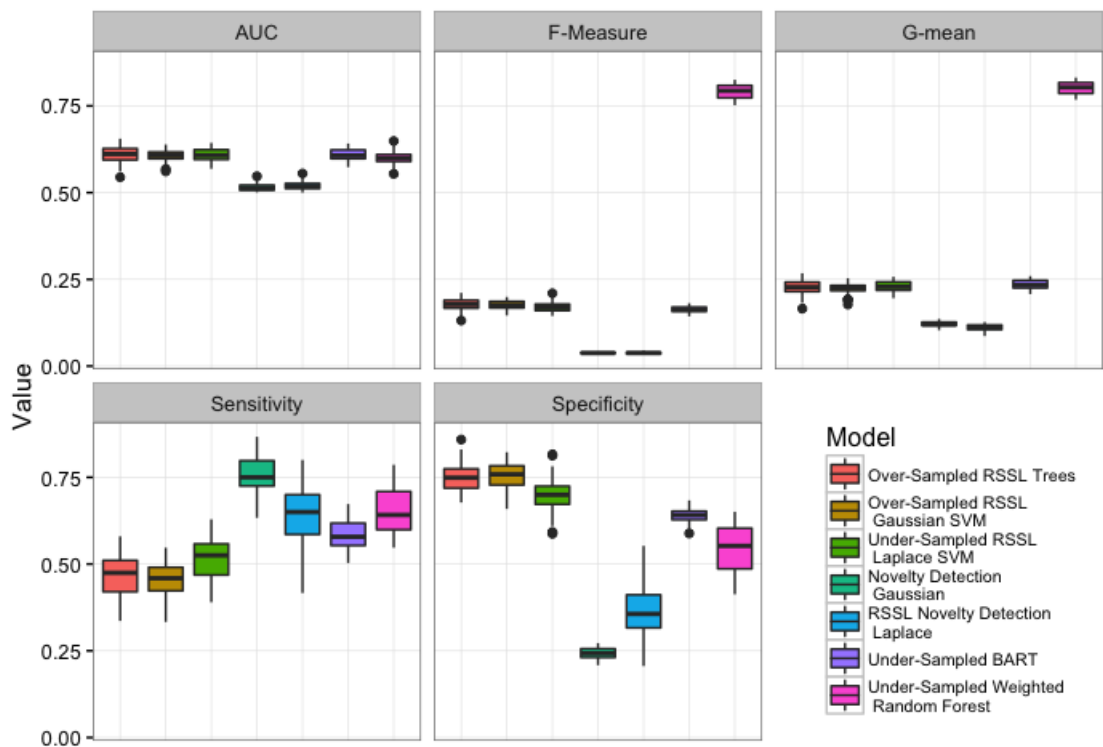 AUC
F-Measure
G-mean
0.75
0.50
0.25
0.00
Value
Sensitivity
Specificity
0.75
0.50
0.25
0.00
Model
Over-Sampled RSSL Trees
Over-Sampled RSSL
Gaussian SVM
Under-Sampled RSSL
Laplace SVM
Novelty Detection
Gaussian
RSSL Novelty Detection
Laplace
Under-Sampled BART
Under-Sampled Weighted
Random Forest